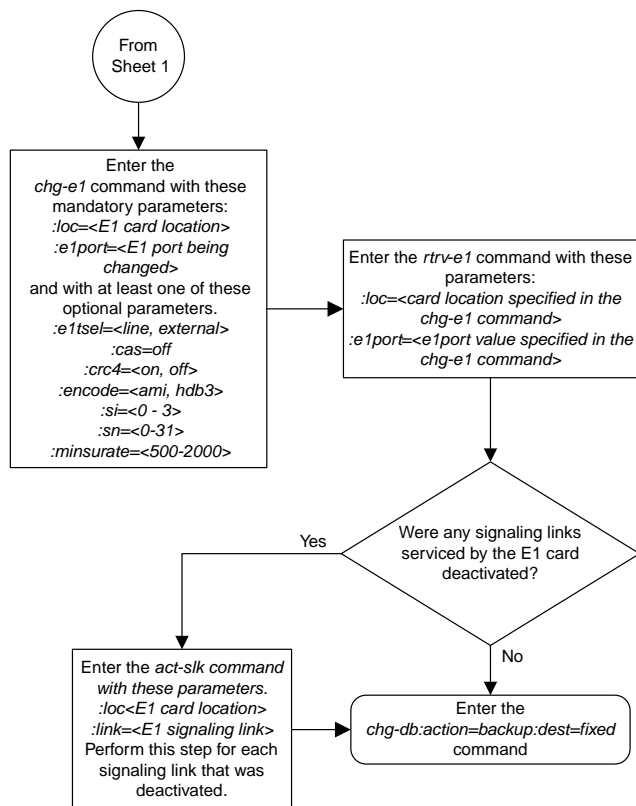 From
Sheet 1
Enter the
chg-e1 command with these
mandatory parameters:
:loc=<E1 card location>
:e1port=<E1 port being
changed>
and with at least one of these
optional parameters.
:e1tsel=<line, external>
:cas=off
:crc4=<on, off>
:encode=<ami, hdb3>
:si=<0 - 3>
:sn=<0-31>
:minsurate=<500-2000>
Enter the rtrv-e1 command with these
parameters:
:loc=<card location specified in the
chg-e1 command>
:e1port=<e1port value specified in the
chg-e1 command>
Were any signaling links
serviced by the E1 card
deactivated?
Yes
No
Enter the act-slk command
with these parameters.
:loc<E1 card location>
:link=<E1 signaling link>
Perform this step for each
signaling link that was
deactivated.
Enter the
chg-db:action=backup:dest=fixed
command